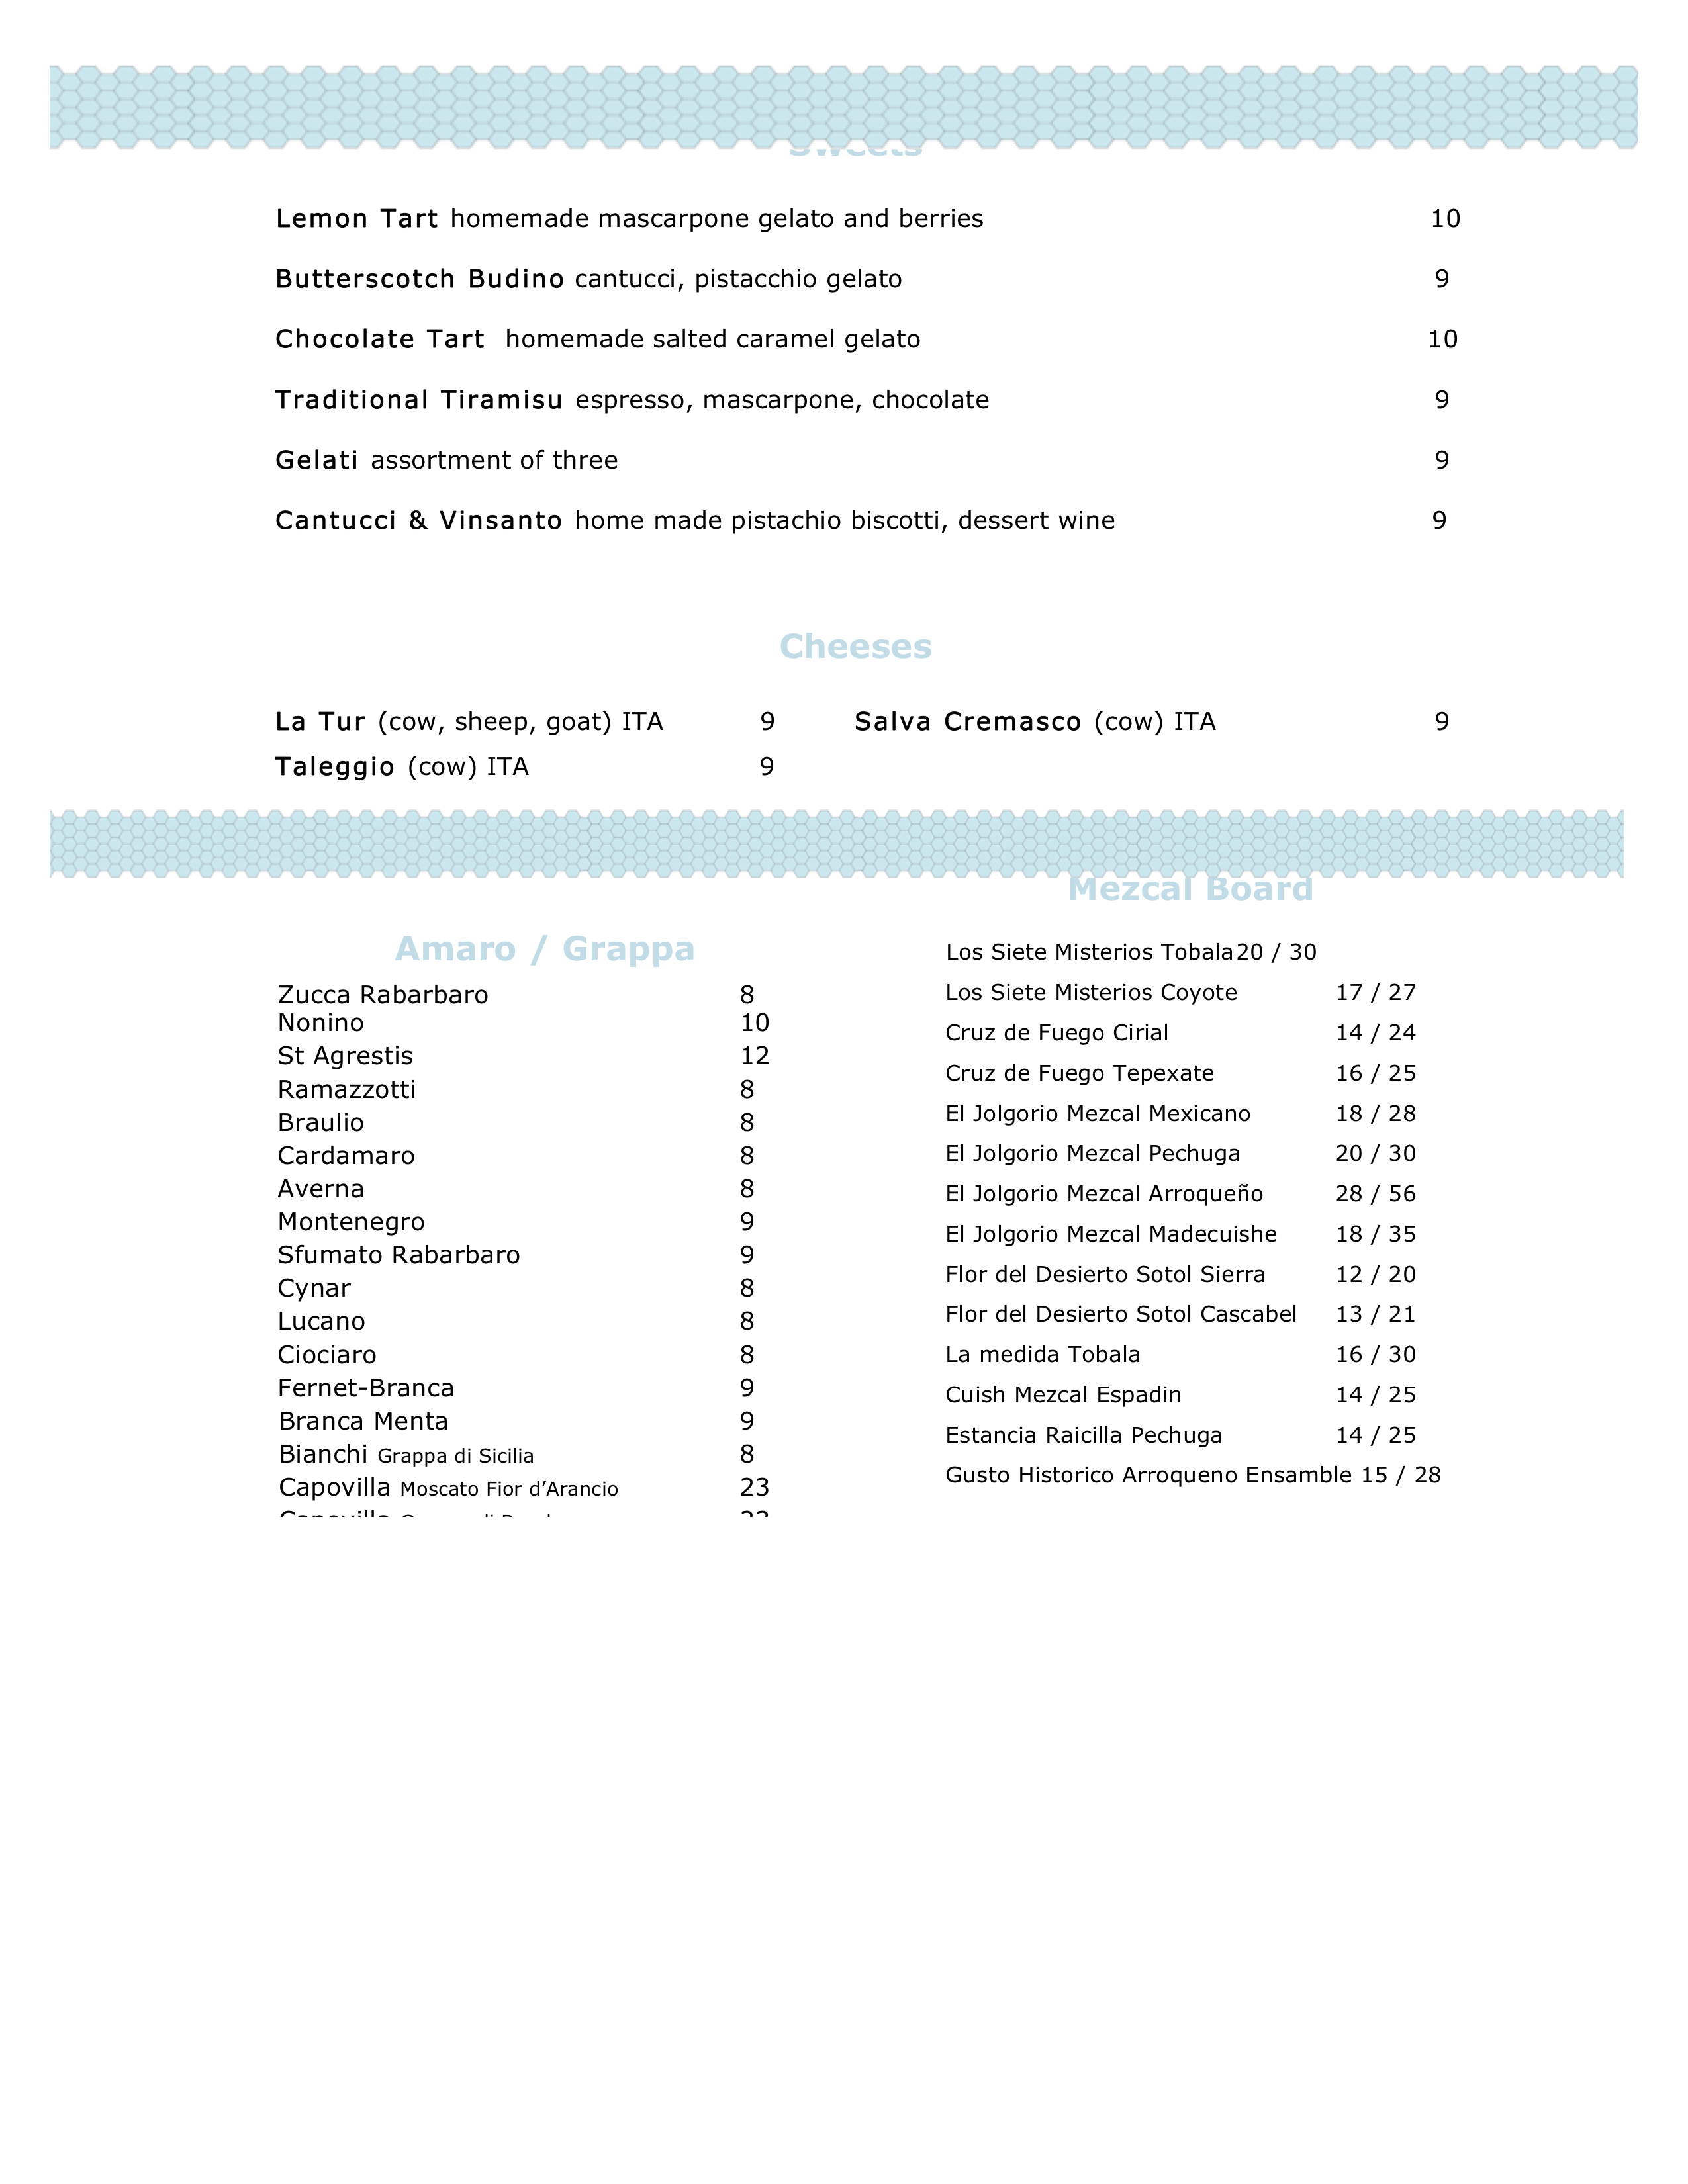 Sweets
Lemon Tart homemade mascarpone gelato and berries 10
Butterscotch Budino cantucci, pistacchio gelato 9
Chocolate Tart homemade salted caramel gelato 10
Traditional Tiramisu espresso, mascarpone, chocolate 9
Gelati assortment of three 9
Cantucci & Vinsanto home made pistachio biscotti, dessert wine 9
Cheeses
La Tur (cow, sheep, goat) ITA 9 Salva Cremasco (cow) ITA 9
Taleggio (cow) ITA 9
Amaro / Grappa
Zucca Rabarbaro 8
Nonino 10
St Agrestis 12
Ramazzotti 8
Braulio 8
Cardamaro 8
Averna 8
Montenegro 9
Sfumato Rabarbaro 9
Cynar 8
Lucano 8
Ciociaro 8
Fernet-Branca 9
Branca Menta 9
Bianchi Grappa di Sicilia 8
Capovilla Moscato Fior d’Arancio 23
Capovilla
Mezcal Board
Los Siete Misterios Tobala 20 / 30
Los Siete Misterios Coyote 17 / 27
Cruz de Fuego Cirial 14 / 24
Cruz de Fuego Tepexate 16 / 25
El Jolgorio Mezcal Mexicano 18 / 28
El Jolgorio Mezcal Pechuga 20 / 30
El Jolgorio Mezcal Arroqueño 28 / 56
El Jolgorio Mezcal Madecuishe 18 / 35
Flor del Desierto Sotol Sierra 12 / 20
Flor del Desierto Sotol Cascabel 13 / 21
La medida Tobala 16 / 30
Cuish Mezcal Espadin 14 / 25
Estancia Raicilla Pechuga 14 / 25
Gusto Historico Arroqueno Ensamble 15 / 28